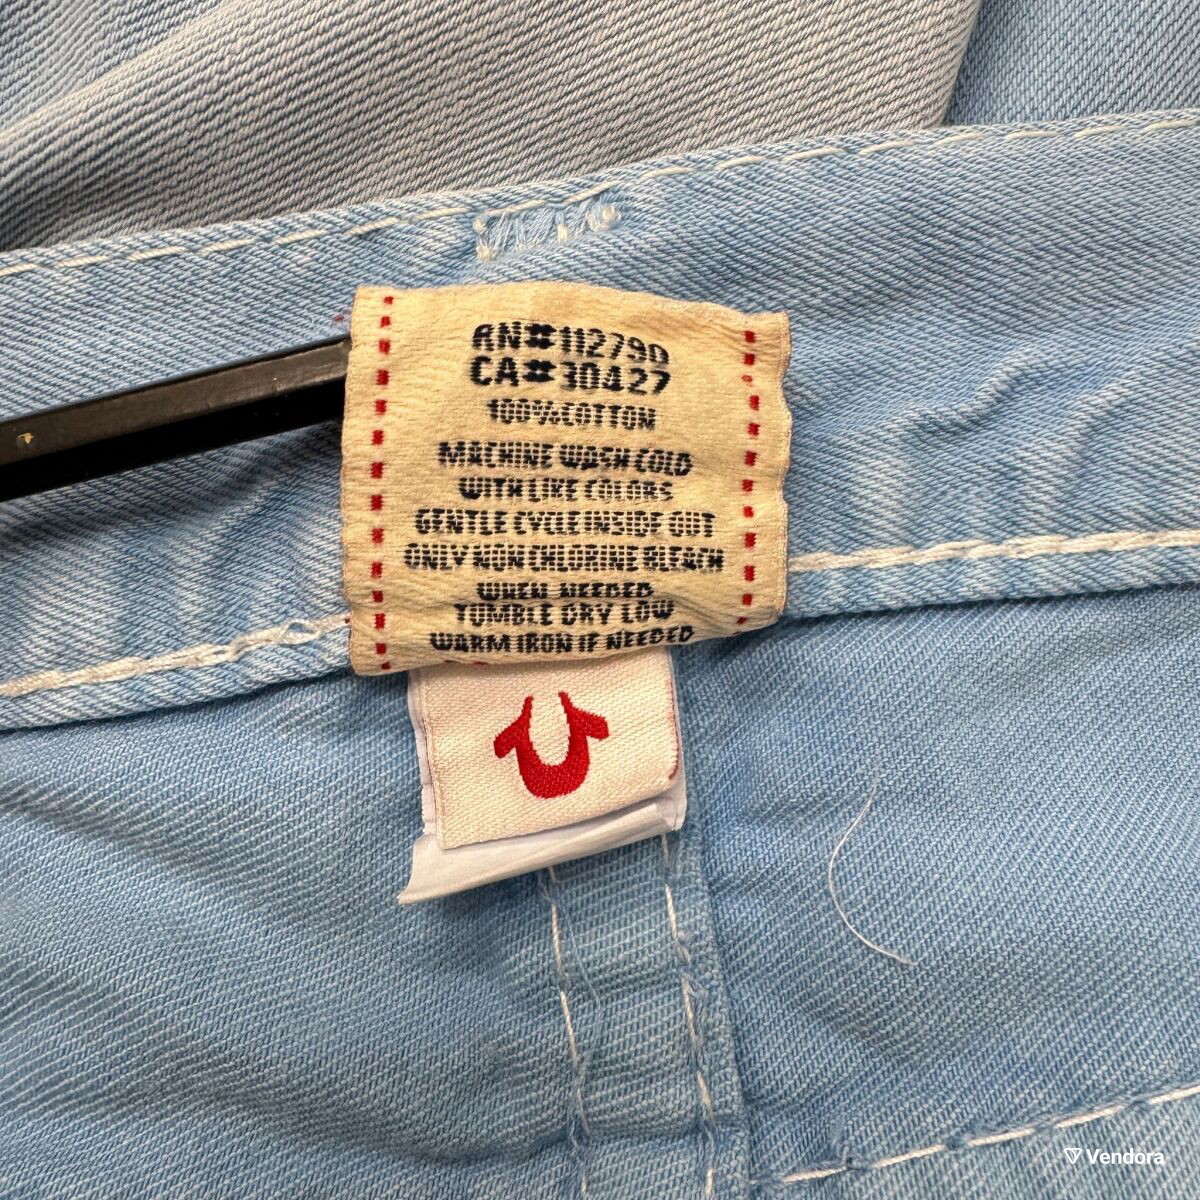 RN#112790
CA#30427
100%COTTON
MACHINE WASH COLD
WITH LIKE COLORS
GENTLE CYCLE INSIDE OUT
ONLY NON CHLORINE BLEACH
WHEN NEEDED
TUMBLE DRY LOW
WARM IRON IF NEEDED
Vendora